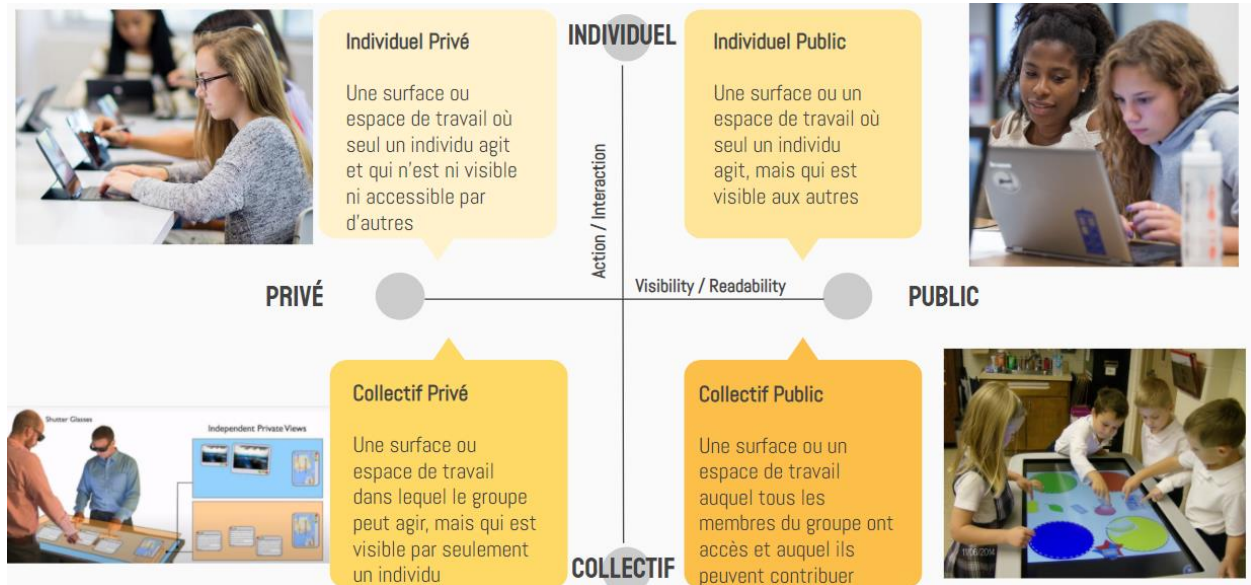 INDIVIDUEL
Individuel Privé
Une surface ou
espace de travail où
seul un individu agit
et qui n'est ni visible
ni accessible par
d'autres
Individuel Public
Une surface ou un
espace de travail où
seul un individu
agit, mais qui est
visible aux autres
Action / Interaction
PRIVÉ
Visibility / Readability
PUBLIC
Shutter Glasses
Independent Private Views
Collectif Privé
Une surface ou
espace de travail
dans lequel le groupe
peut agir, mais qui est
visible par seulement
un individu
Collectif Public
Une surface ou un
espace de travail
auquel tous les
membres du groupe ont
accès et auquel ils
peuvent contribuer
COLLECTIF